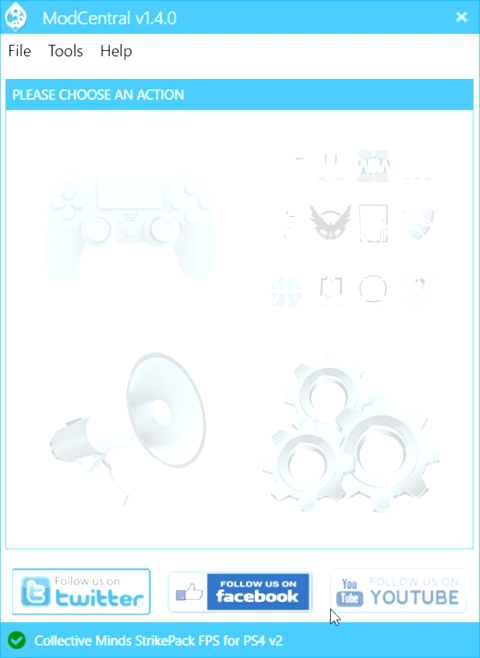 ModCentral v1.4.0
File Tools Help
PLEASE CHOOSE AN ACTION
Follow us on
twitter
FOLLOW US ON
facebook
You
Tube
FOLLOW US ON
YOUTUBE
Collective Minds StrikePack FPS for PS4 v2